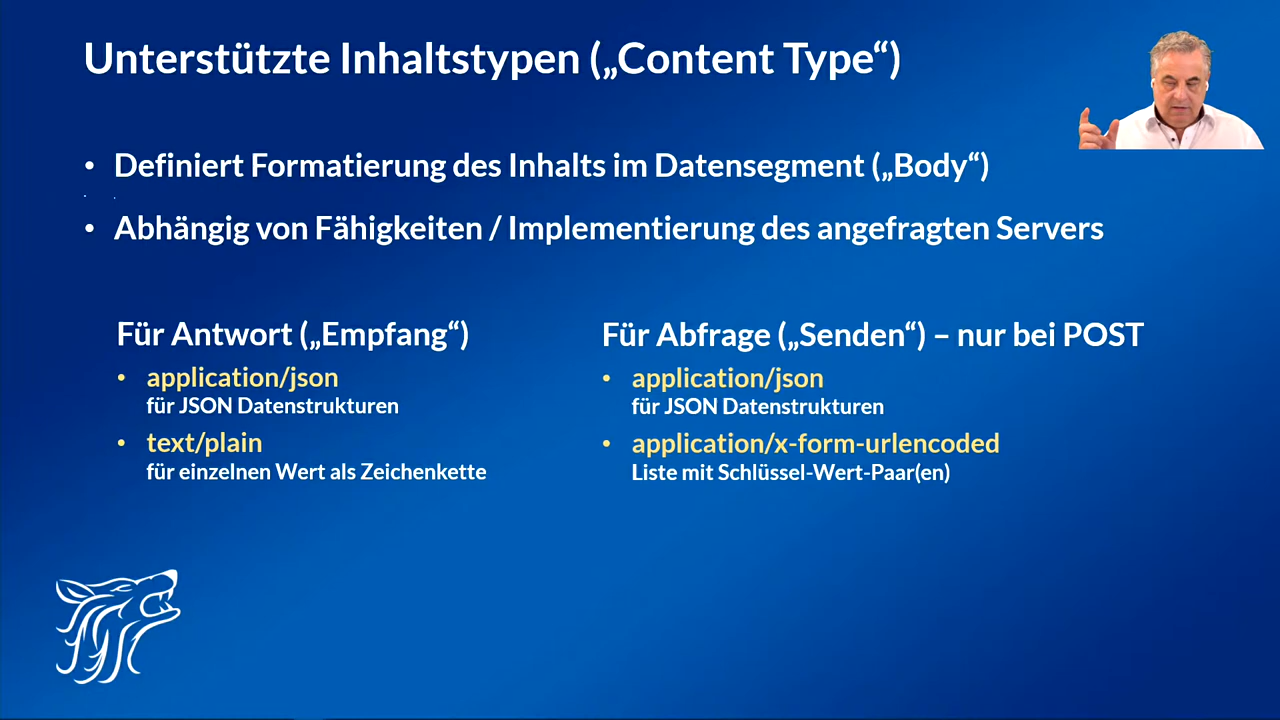 Unterstützte Inhaltstypen („Content Type“)
• Definiert Formatierung des Inhalts im Datensegment („Body“)
• Abhängig von Fähigkeiten / Implementierung des angefragten Servers
Für Antwort („Empfang“)
• application/json
für JSON Datenstrukturen
• text/plain
für einzelnen Wert als Zeichenkette
Für Abfrage („Senden“) – nur bei POST
• application/json
für JSON Datenstrukturen
• application/x-form-urlencoded
Liste mit Schlüssel-Wert-Paar(en)